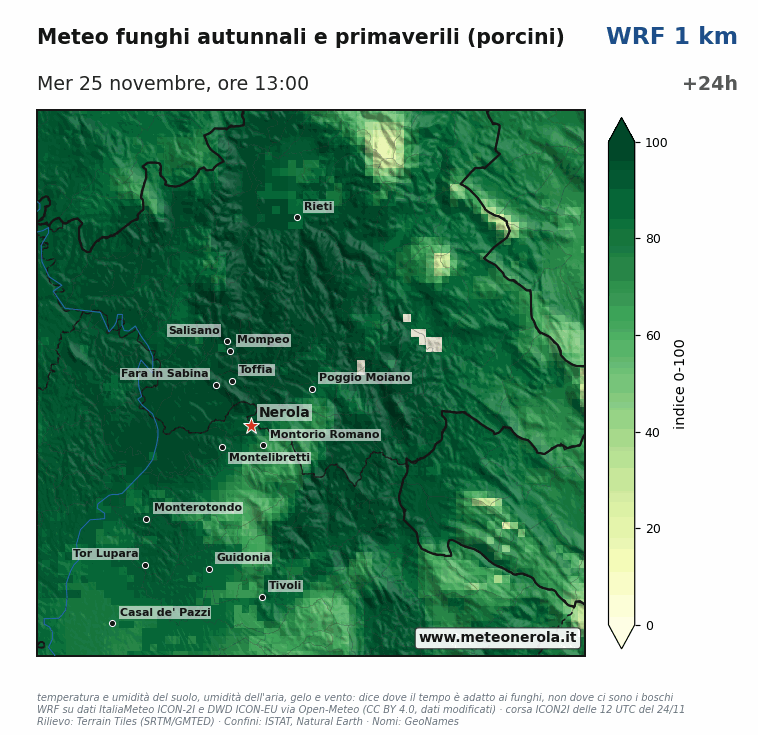 Meteo funghi autunnali e primaverili (porcini)
WRF 1 km
Mer 25 novembre, ore 13:00
+24h
Rieti
Salisano
Mompeo
Fara in Sabina
Toffia
Poggio Moiano
Nerola
Montorio Romano
Montelibretti
Monterotondo
Tor Lupara
Guidonia
Tivoli
Casal de' Pazzi
www.meteonerola.it
100
80
60
40
20
0
indice 0-100
temperatura e umidità del suolo, umidità dell'aria, gelo e vento: dice dove il tempo è adatto ai funghi, non dove ci sono i boschi
WRF su dati ItaliaMeteo ICON-2I e DWD ICON-EU via Open-Meteo (CC BY 4.0, dati modificati) · corsa ICON2I delle 12 UTC del 24/11
Rilievo: Terrain Tiles (SRTM/GMTED) · Confini: ISTAT, Natural Earth · Nomi: GeoNames